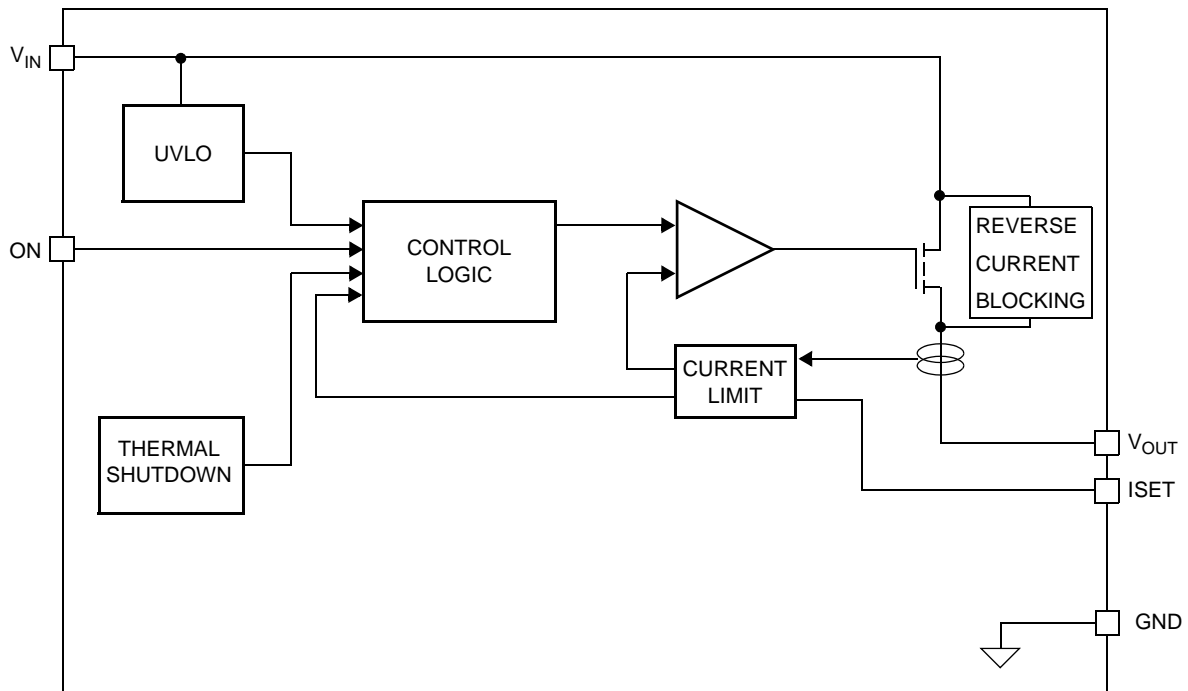 V_IN
UVLO
ON
CONTROL
LOGIC
REVERSE
CURRENT
BLOCKING
CURRENT
LIMIT
THERMAL
SHUTDOWN
V_OUT
ISET
GND